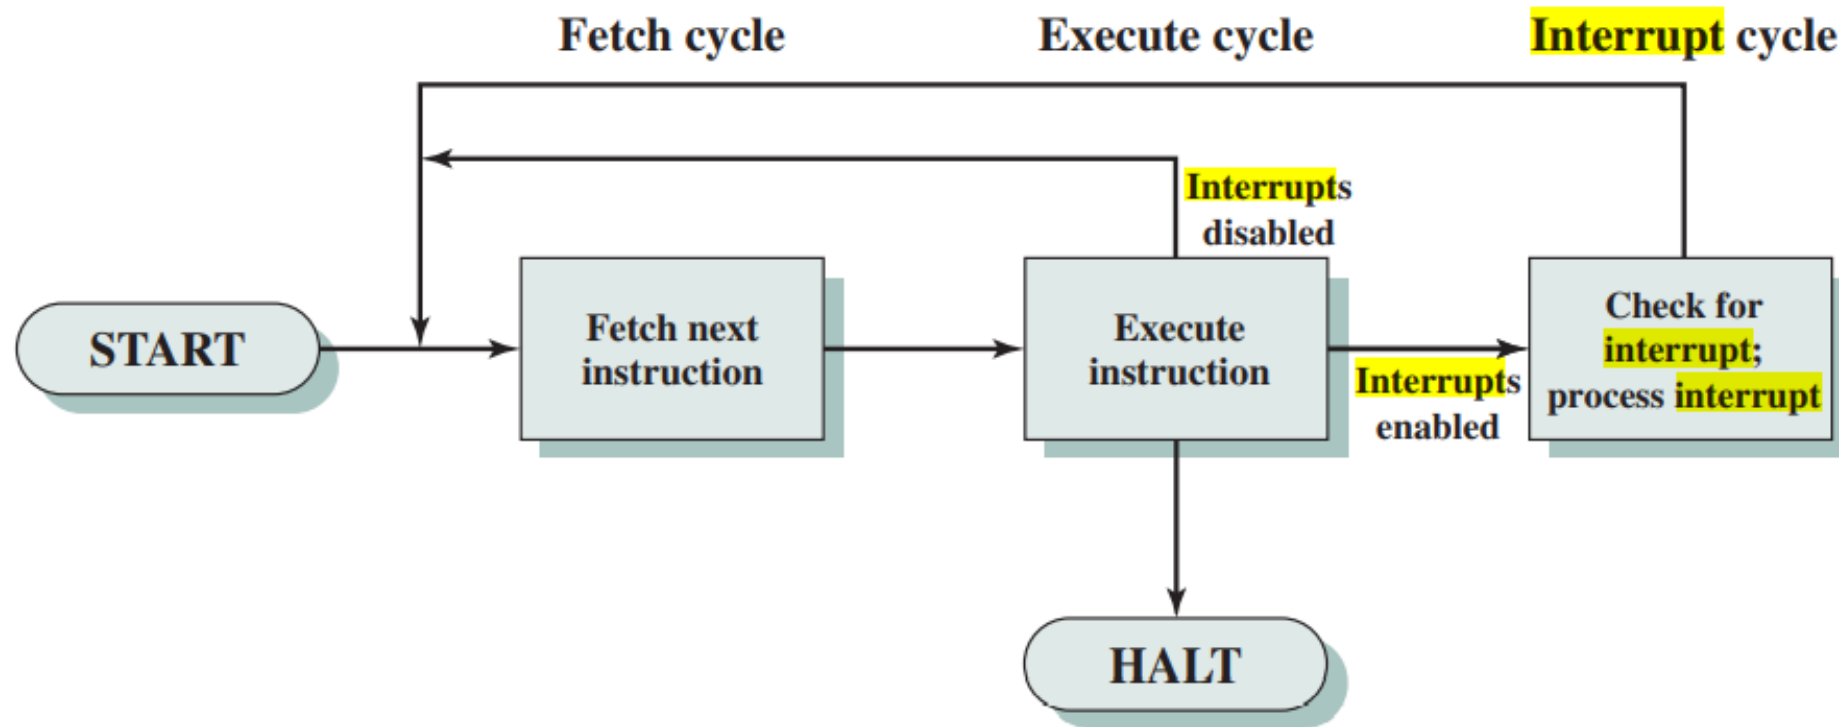 Fetch cycle
Execute cycle
Interrupt cycle
Interrupts
disabled
START
Fetch next
instruction
Execute
instruction
Interrupts
enabled
Check for
interrupt;
process interrupt
HALT